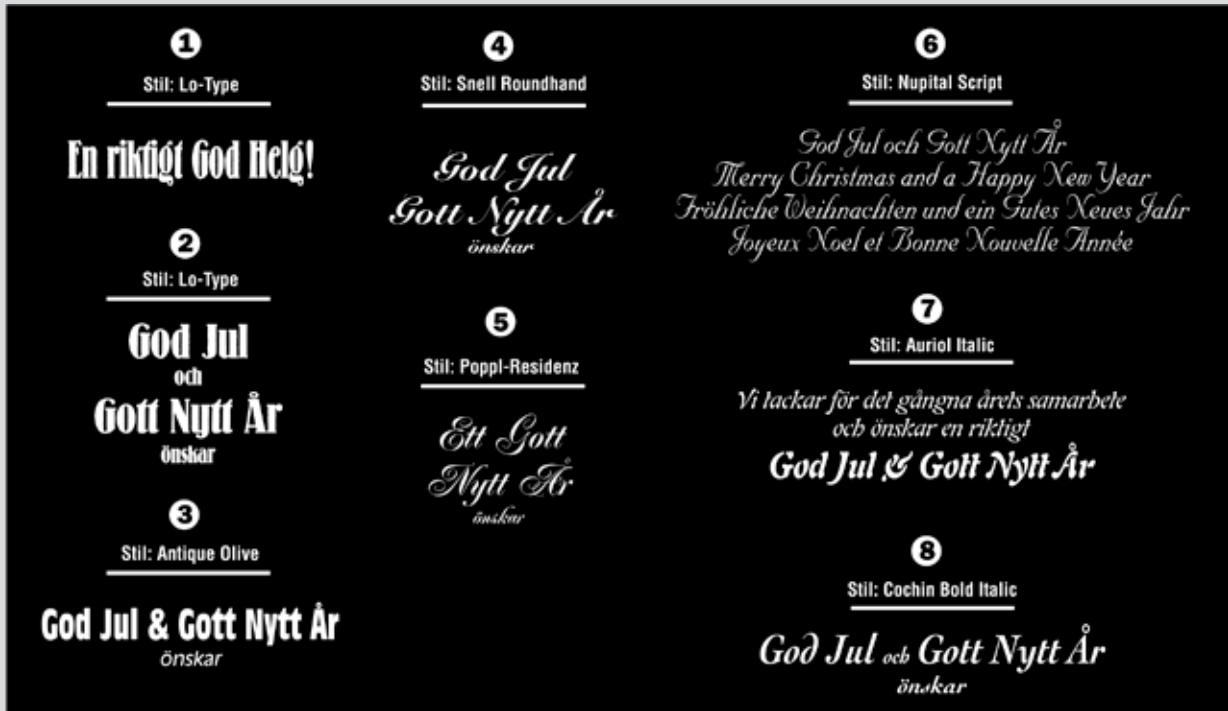 1
Stil: Lo-Type
En riktigt God Helg!
2
Stil: Lo-Type
God Jul
och
Gott Nytt År
önskar
3
Stil: Antique Olive
God Jul & Gott Nytt År
önskar
4
Stil: Snell Roundhand
God Jul
Gott Nytt År
önskar
5
Stil: Poppl-Residenz
Ett Gott
Nytt År
önskar
6
Stil: Nupital Script
God Jul och Gott Nytt År
Merry Christmas and a Happy New Year
Fröhliche Weihnachten und ein Gutes Neues Jahr
Joyeux Noel et Bonne Nouvelle Année
7
Stil: Auriol Italic
Vi tackar för det gångna årets samarbete
och önskar en riktigt
God Jul & Gott Nytt År
8
Stil: Cochin Bold Italic
God Jul och Gott Nytt År
önskar